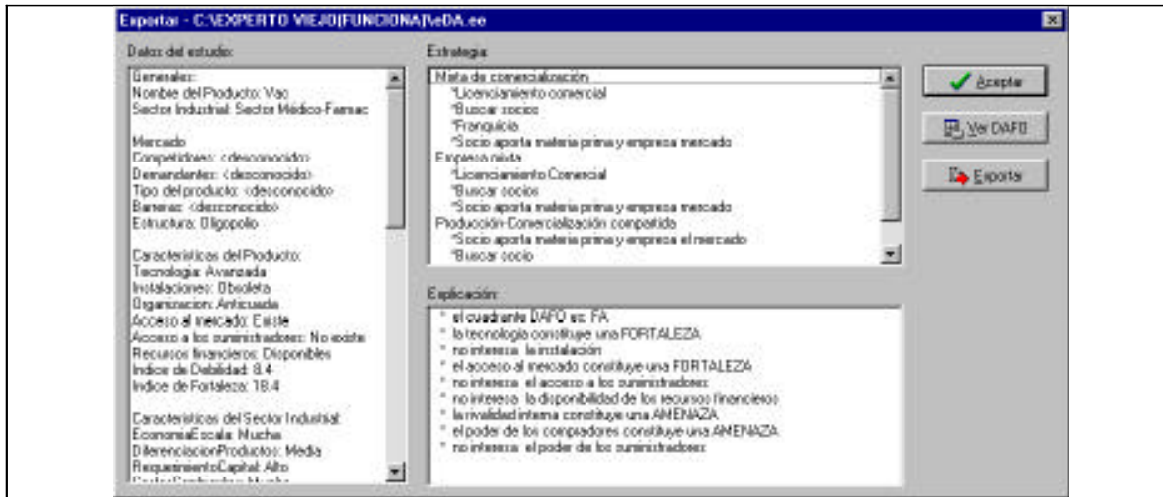 Exportar - C:\EXPERTO VIEJO(FUNCIONA)\eDA.ee
Datos del estudio:
Generales:
Nombre del Producto: Vac
Sector Industrial: Sector Médico-Farmac
Mercado
Competidores: <desconocido>
Demandantes: <desconocido>
Tipo del producto: <desconocido>
Barreras: <desconocido>
Estructura: Oligopolio
Características del Producto:
Tecnología: Avanzada
Instalaciones: Obsoleta
Organizacion: Anticuada
Acceso al mercado: Existe
Acceso a los suministradores: No existe
Recursos financieros: Disponibles
Indice de Debilidad: 8.4
Indice de Fortaleza: 18.4
Características del Sector Industrial:
EconomíaEscala: Mucha
DiferenciacionProductos: Media
RequerimientoCapital: Alto
Estrategia:
Mixta de comercialización
*Licenciamiento comercial
*Buscar socios
*Franquicia
*Socio aporta materia prima y empresa mercado
Empresa mixta
*Licenciamiento Comercial
*Buscar socios
*Socio aporta materia prima y empresa mercado
Producción-Comercialización compartida
*Socio aporta materia prima y empresa el mercado
*Buscar socio
Explicación:
* el cuadrante DAFO es: FA
* la tecnología constituye una FORTALEZA
* no interesa la instalación
* el acceso al mercado constituye una FORTALEZA
* no interesa el acceso a los suministradores
* no interesa la disponibilidad de los recursos financieros
* la rivalidad interna constituye una AMENAZA
* el poder de los compradores constituye una AMENAZA
* no interesa el poder de los suministradores
Aceptar
Ver DAFO
Exportar